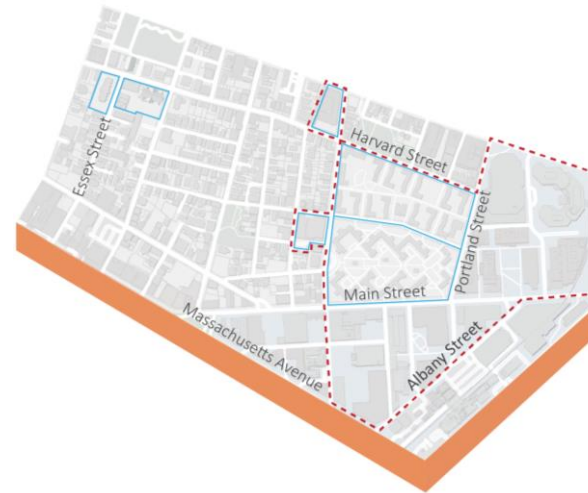 Harvard Street
Essex Street
Portland Street
Main Street
Massachusetts Avenue
Albany Street